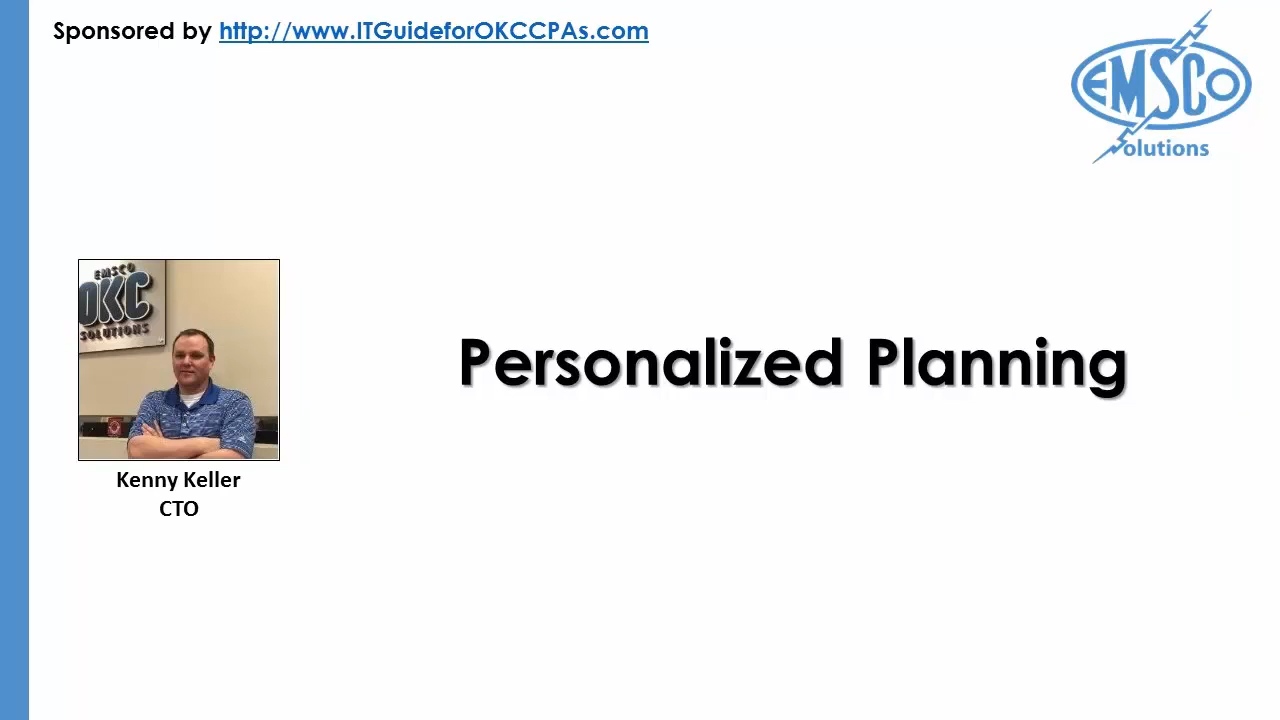 Sponsored by http://www.ITGuideforOKCCPAs.com
EMSCO
Solutions
EMSCO
OKC
SOLUTIONS
Personalized Planning
Kenny Keller
CTO